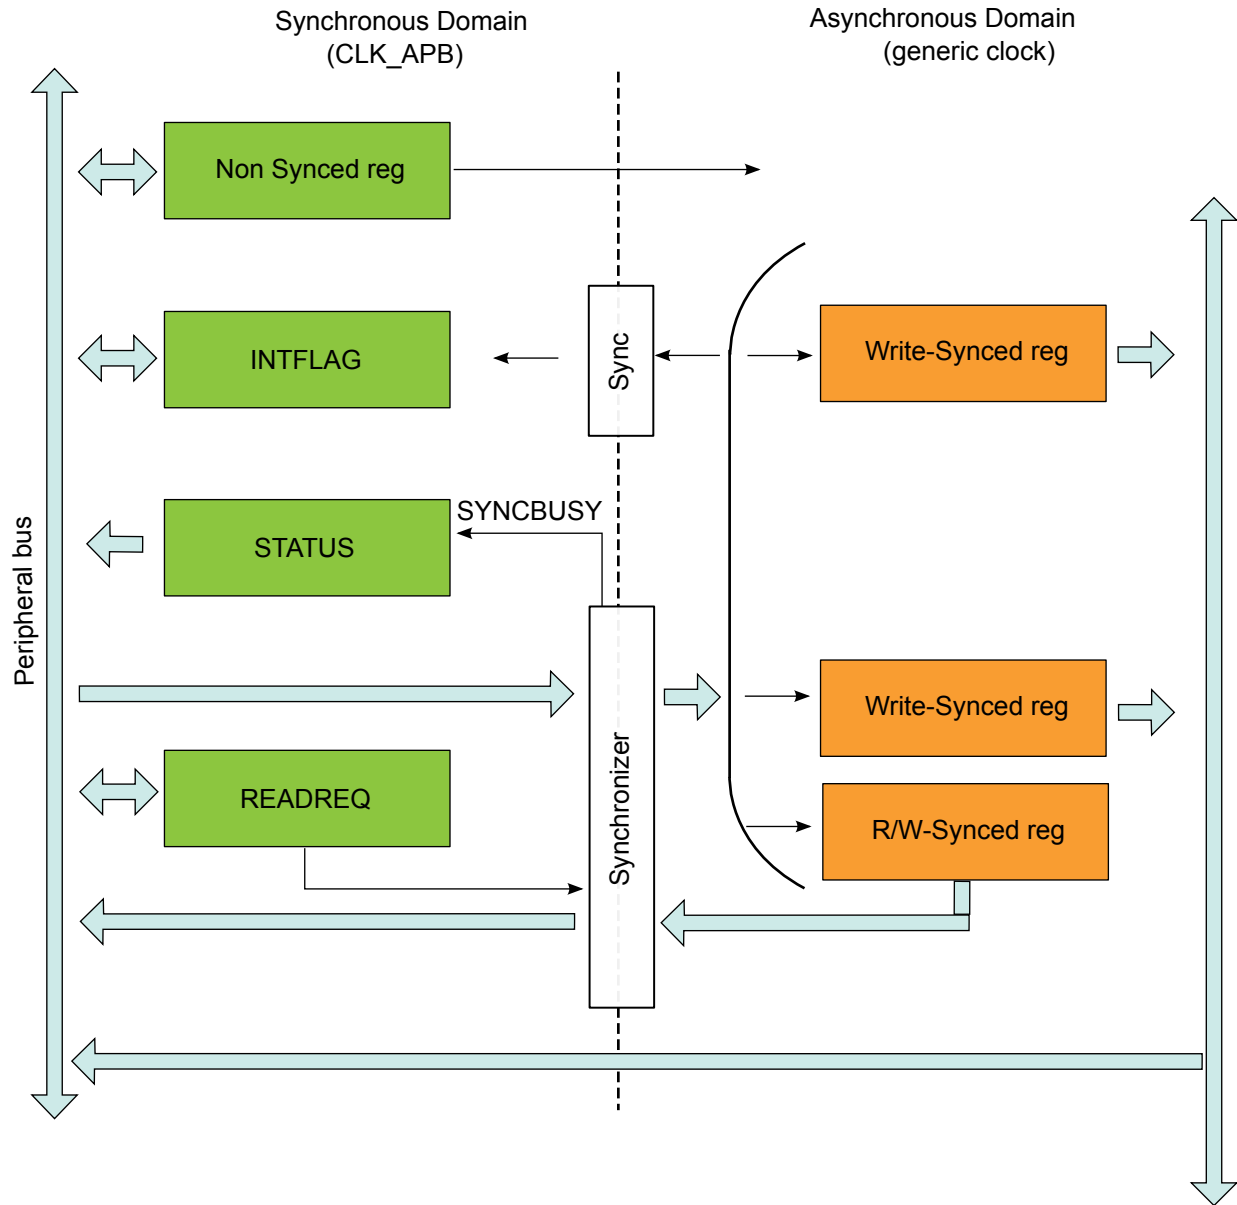 Synchronous Domain
(CLK_APB)
Asynchronous Domain
(generic clock)
Non Synced reg
INTFLAG
Sync
Write-Synced reg
SYNCBUSY
STATUS
Peripheral bus
Write-Synced reg
READREQ
Synchronizer
R/W-Synced reg